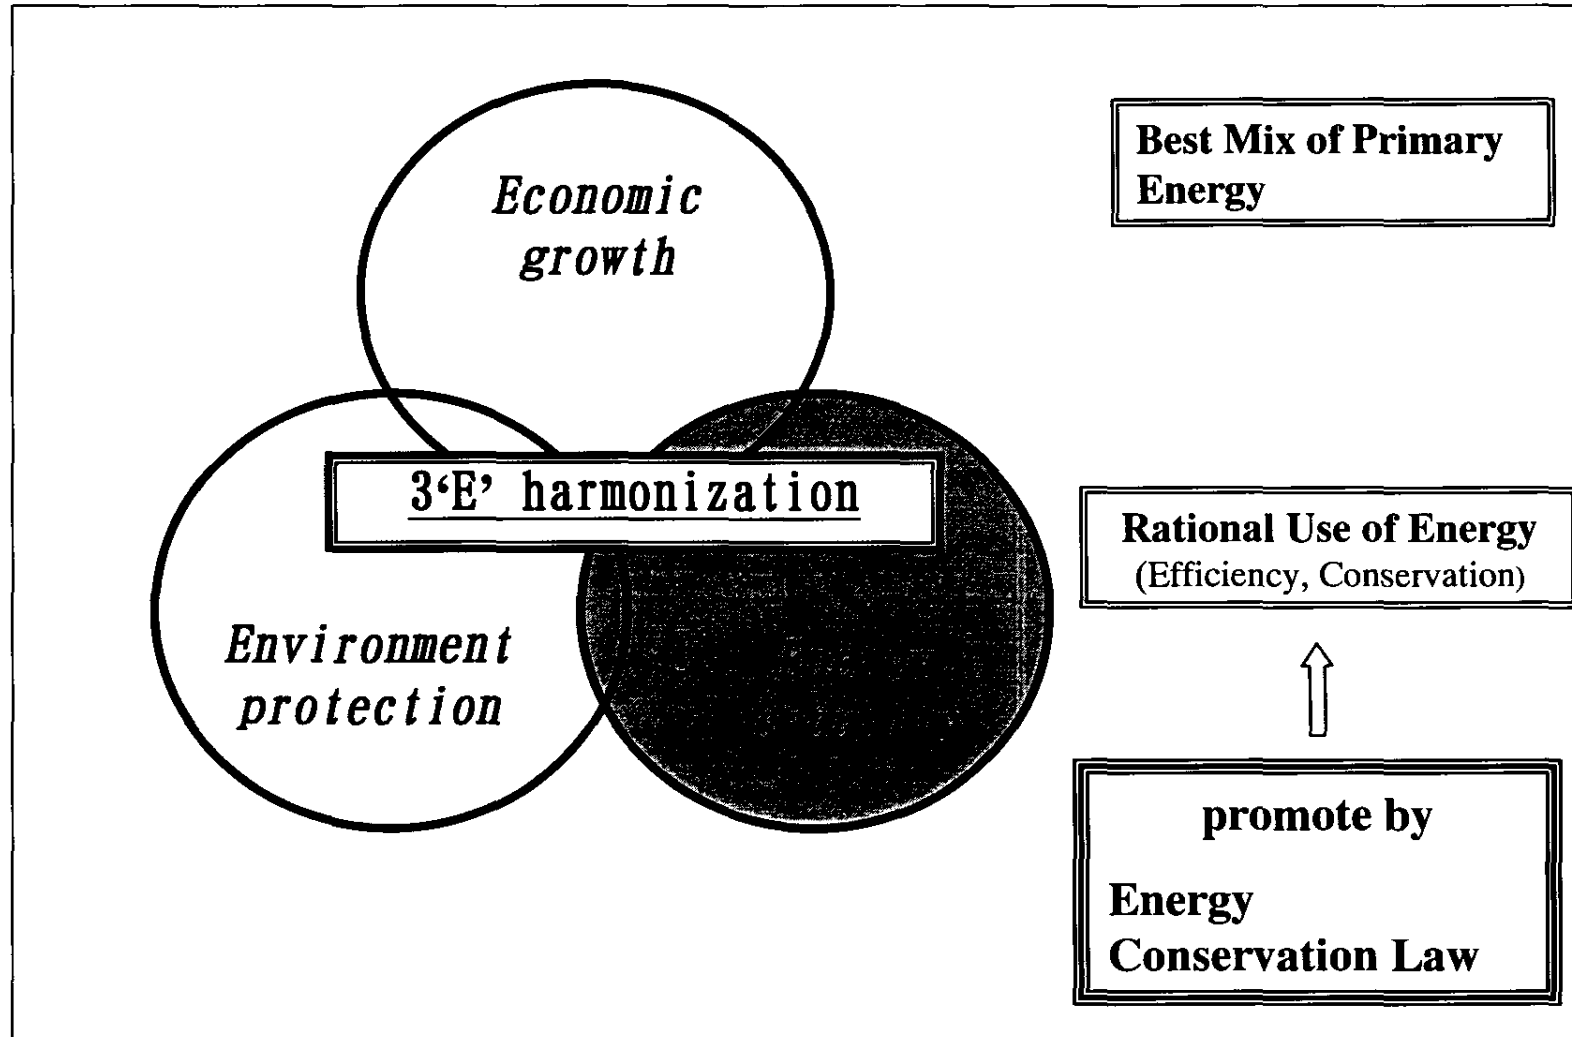 Economic
growth
3‘E’ harmonization
Environment
protection
Best Mix of Primary
Energy
Rational Use of Energy
(Efficiency, Conservation)
promote by
Energy
Conservation Law